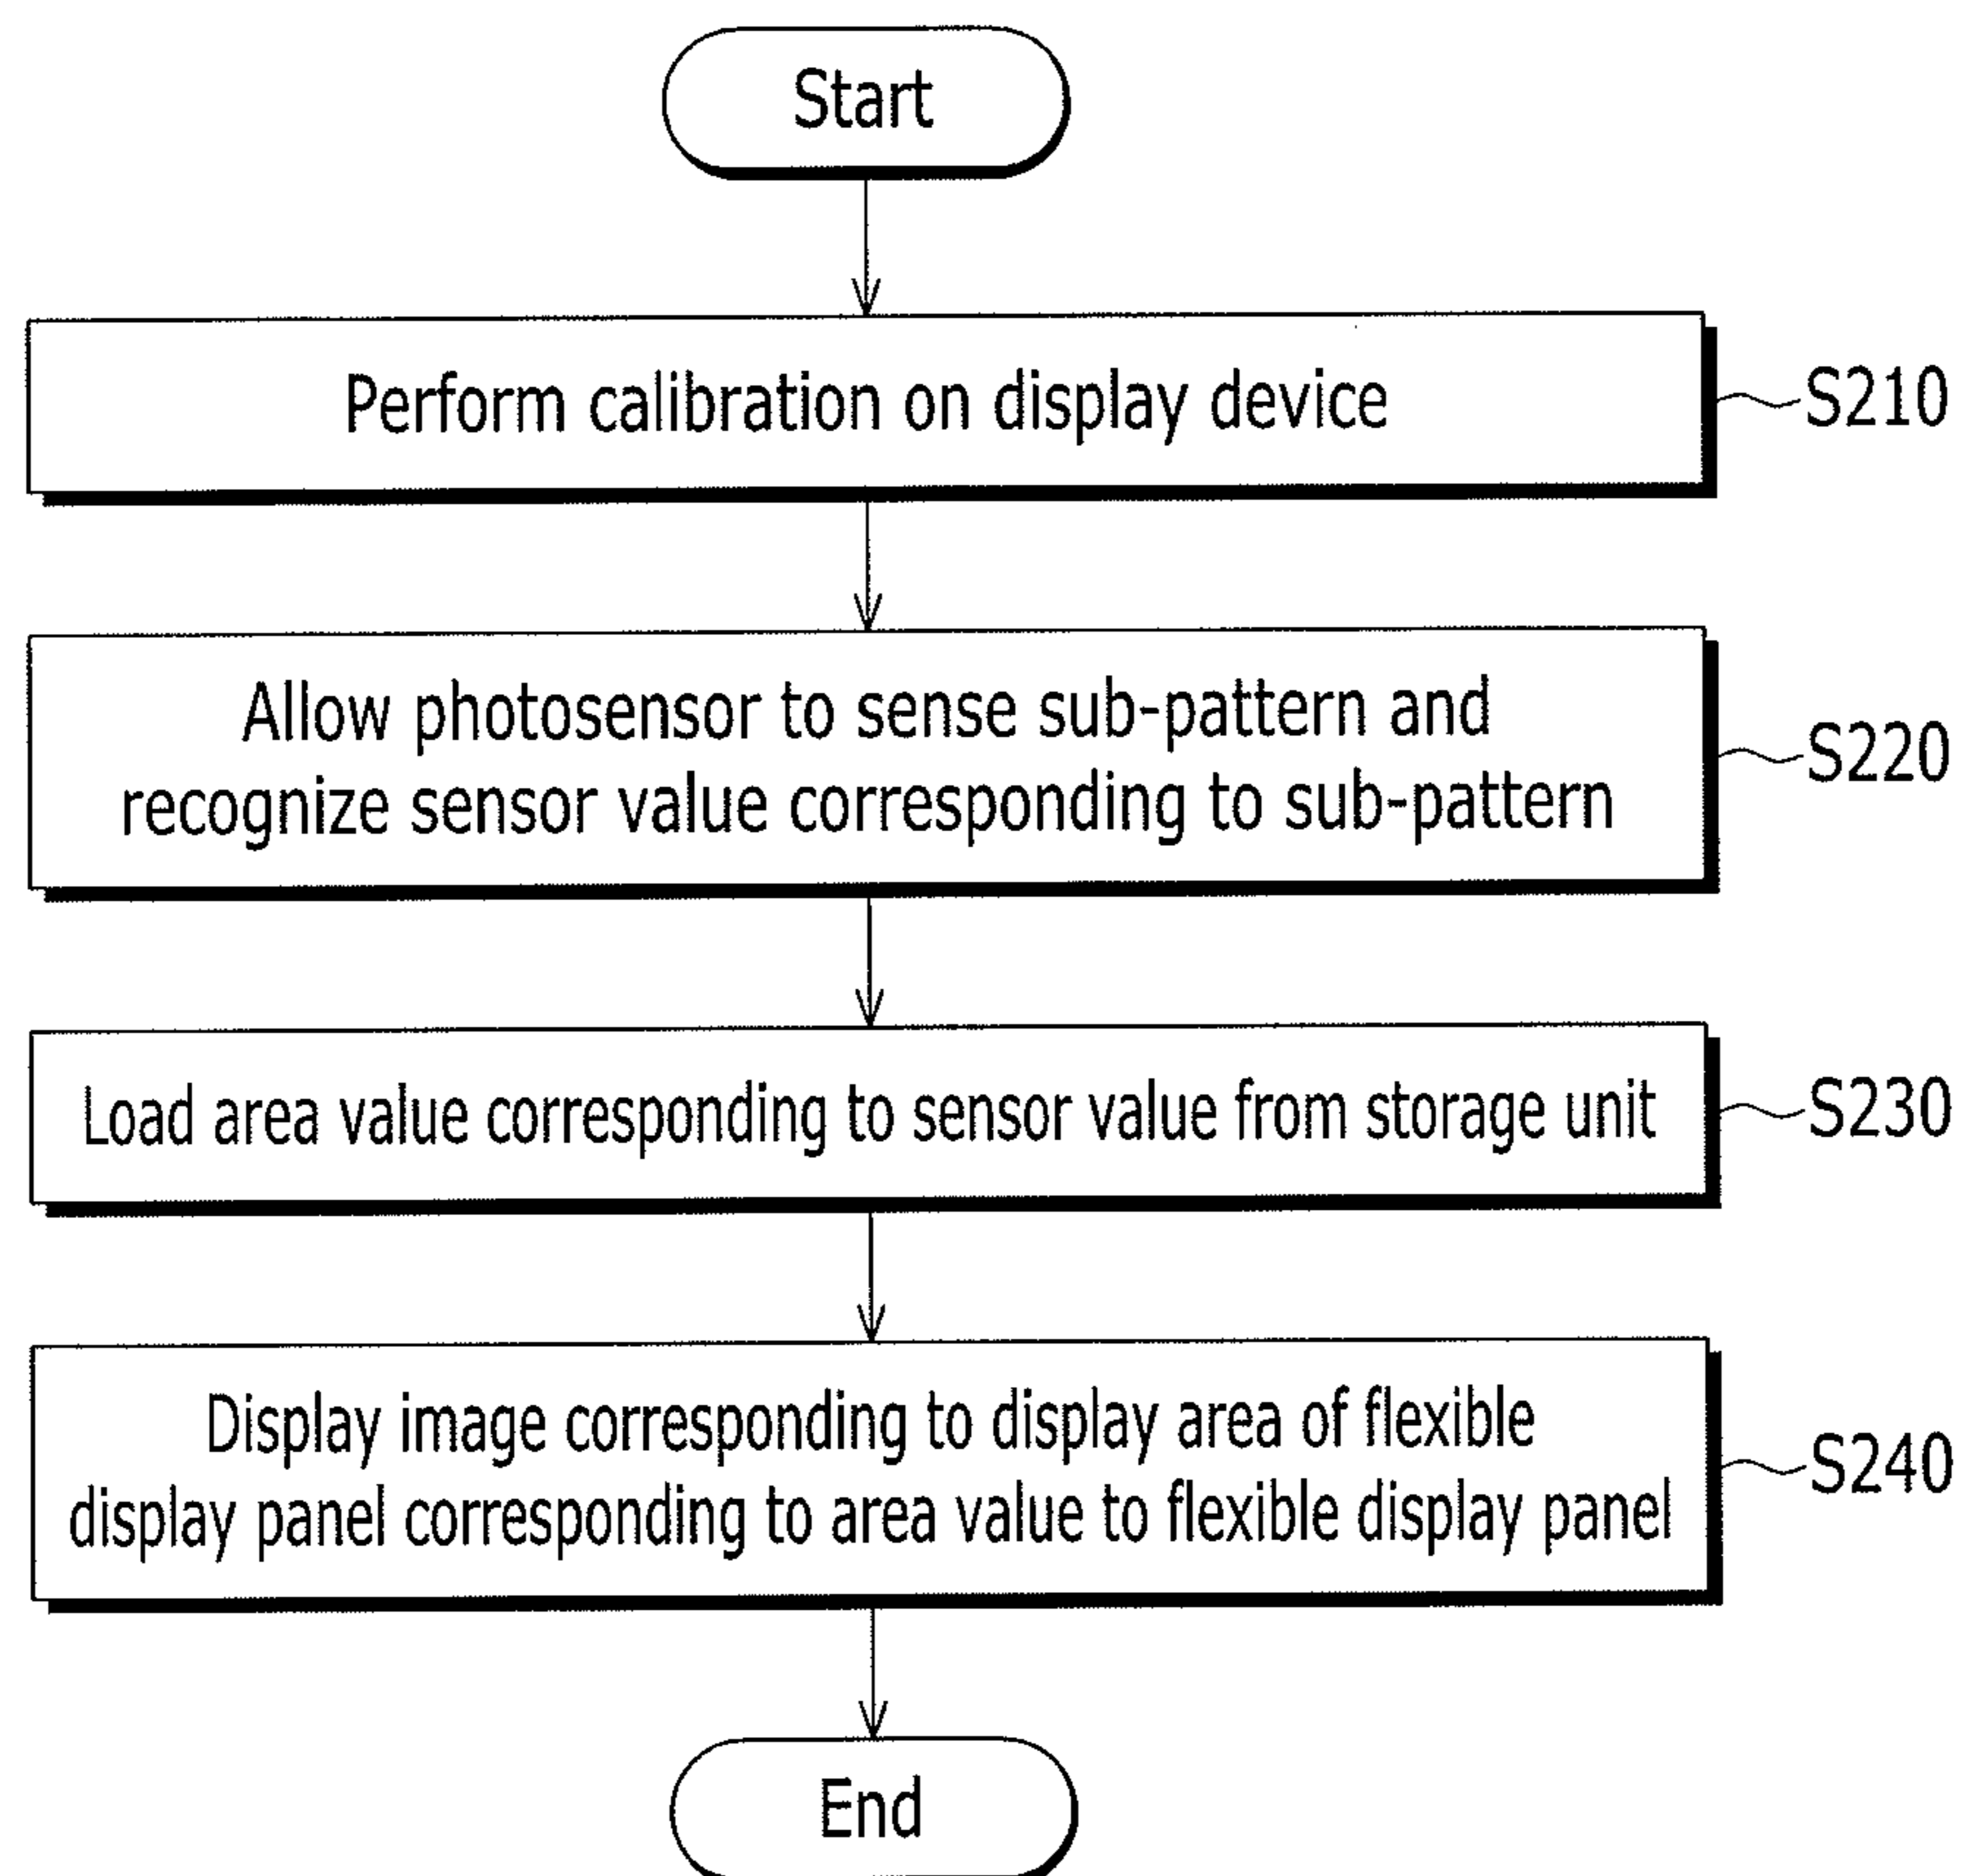 Start
Perform calibration on display device
S210
Allow photosensor to sense sub-pattern and
recognize sensor value corresponding to sub-pattern
S220
Load area value corresponding to sensor value from storage unit
S230
Display image corresponding to display area of flexible
display panel corresponding to area value to flexible display panel
S240
End